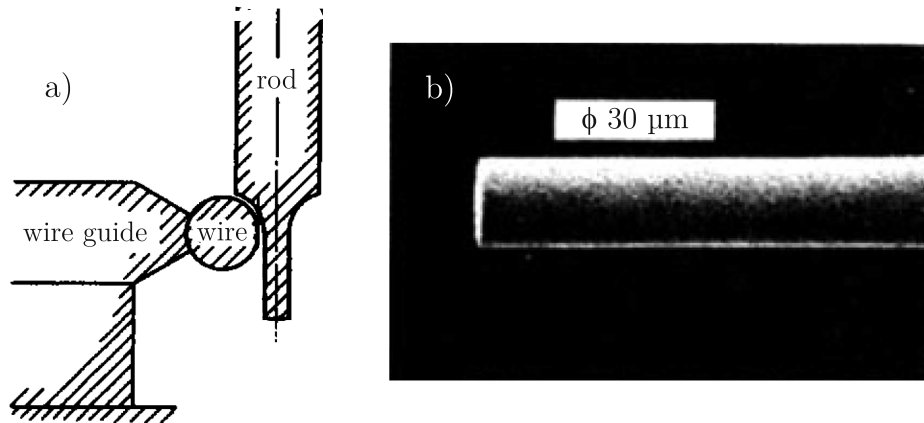 a)
rod
wire guide
wire
b)
ϕ 30 µm